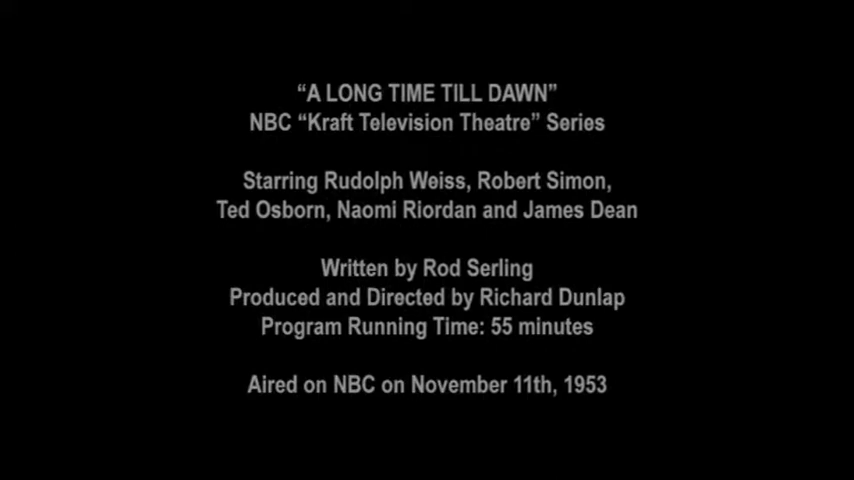 “A LONG TIME TILL DAWN”
NBC “Kraft Television Theatre” Series
Starring Rudolph Weiss, Robert Simon,
Ted Osborn, Naomi Riordan and James Dean
Written by Rod Serling
Produced and Directed by Richard Dunlap
Program Running Time: 55 minutes
Aired on NBC on November 11th, 1953